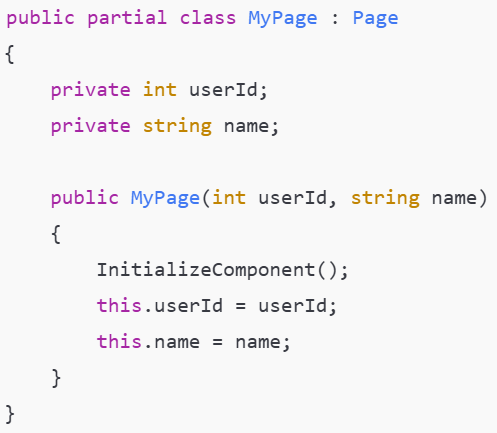 public partial class MyPage : Page
{
    private int userId;
    private string name;

    public MyPage(int userId, string name)
    {
        InitializeComponent();
        this.userId = userId;
        this.name = name;
    }
}